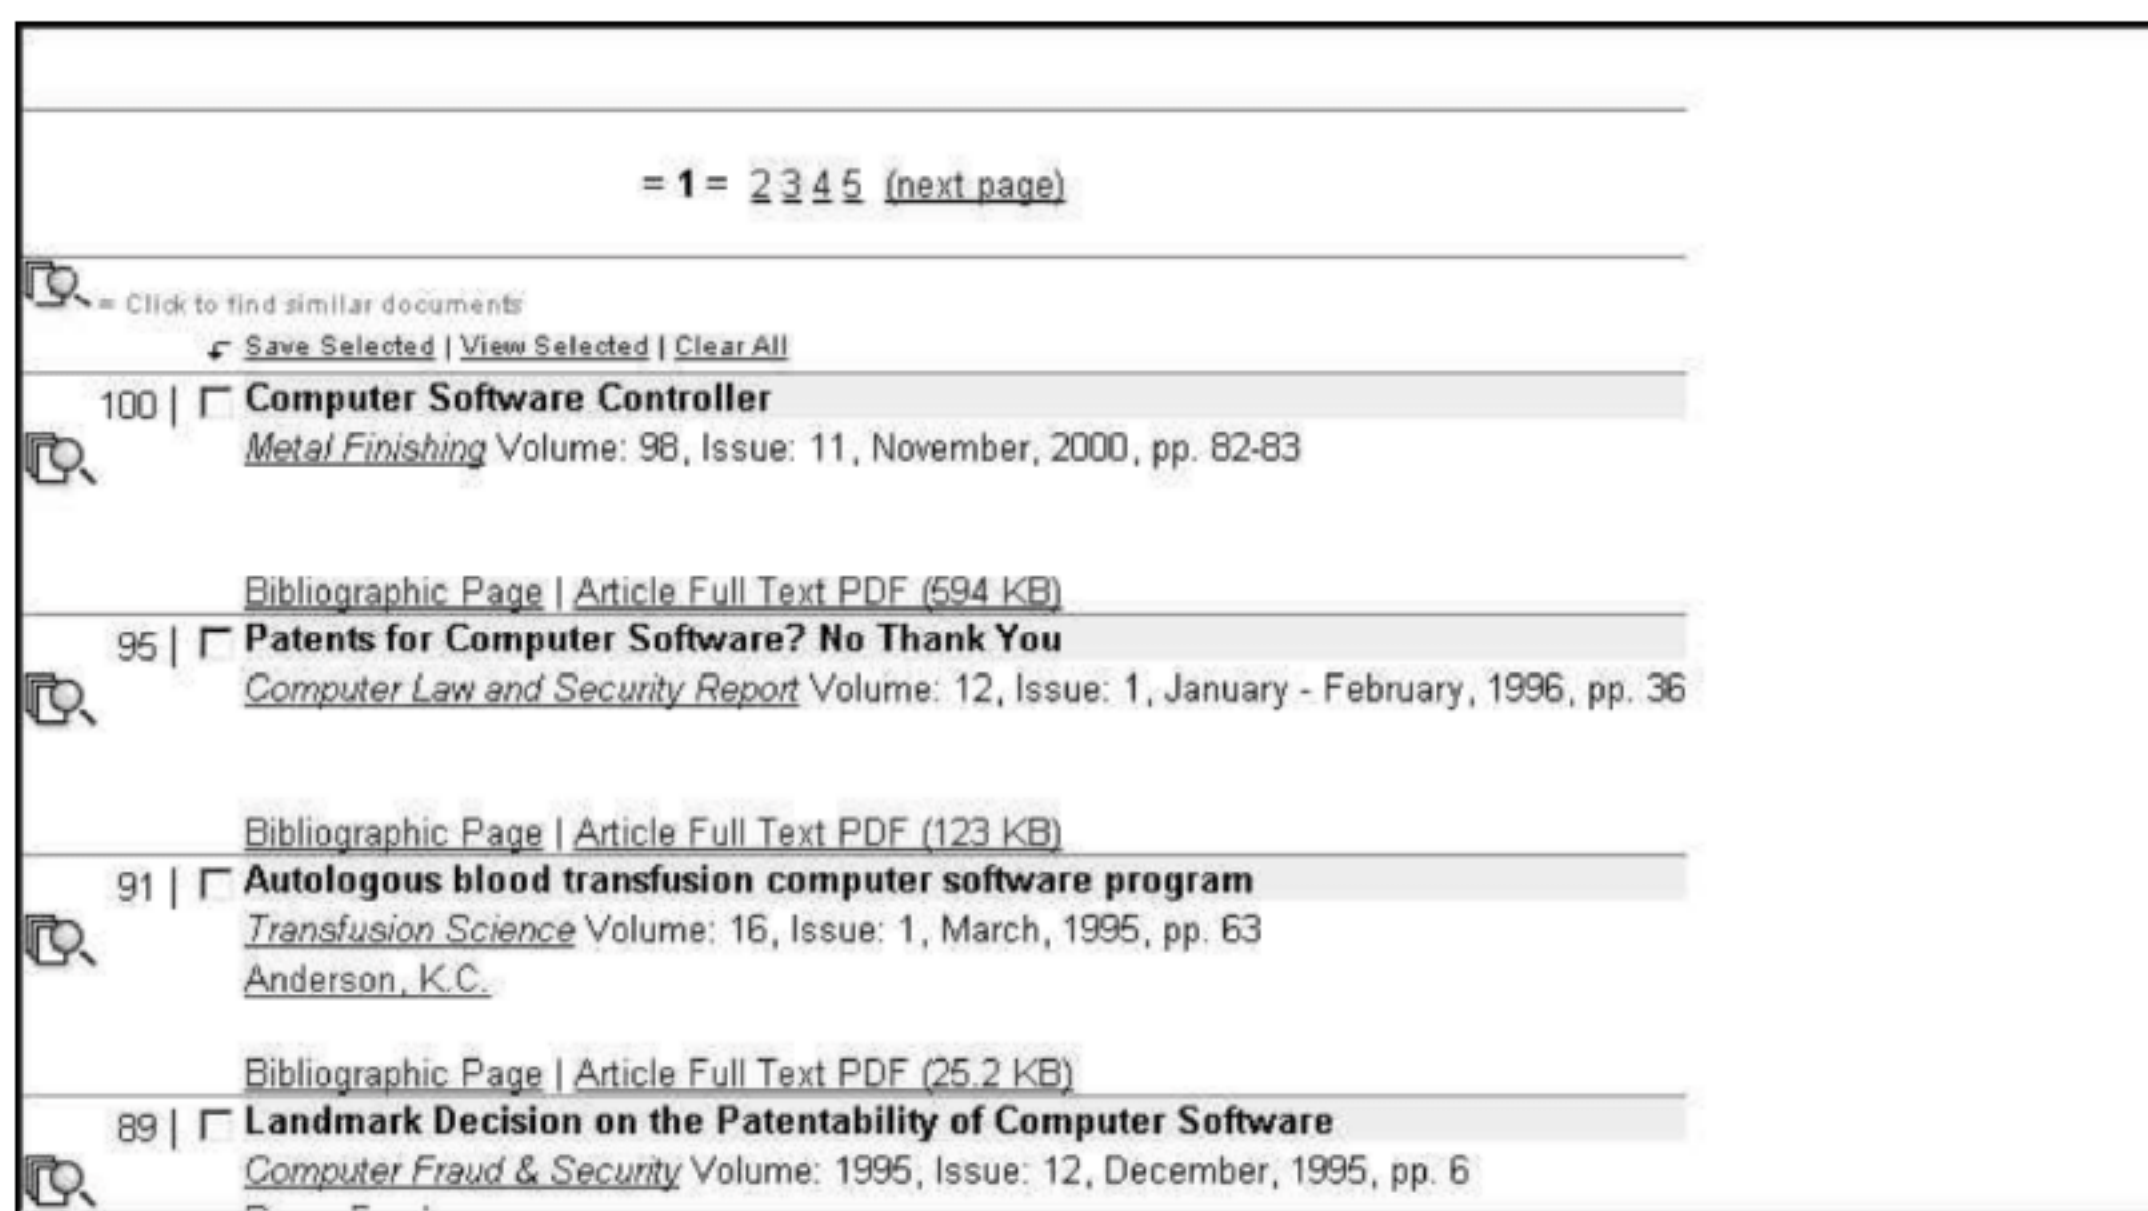 = 1 = 2 3 4 5 (next page)
= Click to find similar documents
Save Selected | View Selected | Clear All
100 | Computer Software Controller
Metal Finishing Volume: 98, Issue: 11, November, 2000, pp. 82-83
Bibliographic Page | Article Full Text PDF (594 KB)
95 | Patents for Computer Software? No Thank You
Computer Law and Security Report Volume: 12, Issue: 1, January - February, 1996, pp. 36
Bibliographic Page | Article Full Text PDF (123 KB)
91 | Autologous blood transfusion computer software program
Transfusion Science Volume: 16, Issue: 1, March, 1995, pp. 63
Anderson, K.C.
Bibliographic Page | Article Full Text PDF (25.2 KB)
89 | Landmark Decision on the Patentability of Computer Software
Computer Fraud & Security Volume: 1995, Issue: 12, December, 1995, pp. 6